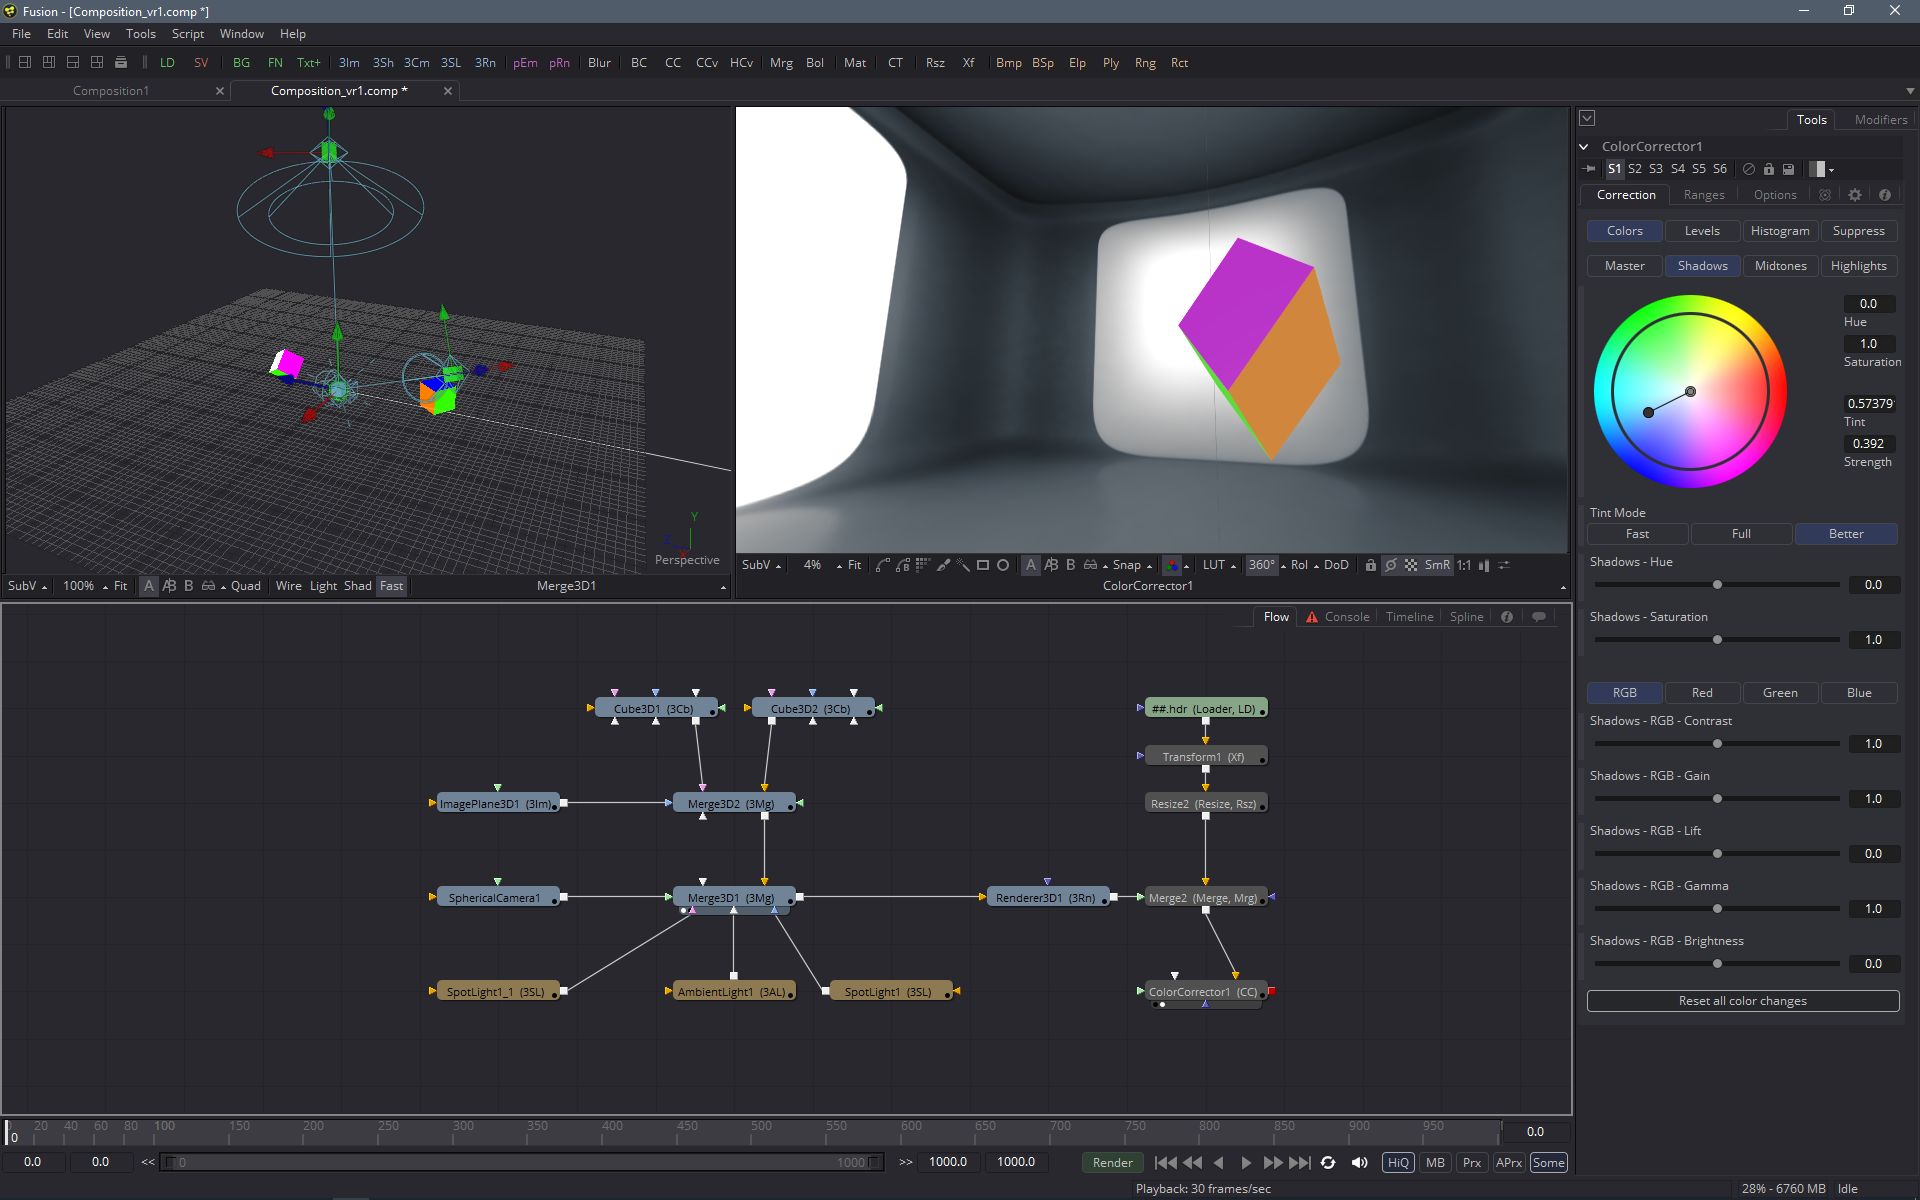 Fusion - [Composition_vr1.comp *]
File Edit View Tools Script Window Help
LD SV BG FN Txt+ 3Im 3Sh 3Cm 3SL 3Rn pEm pRn Blur BC CC CCv HCv Mrg Bol Mat CT Rsz Xf Bmp BSp Elp Ply Rng Rct
Composition1 Composition_vr1.comp *
Y
Perspective
SubV 100% Fit A A|B B Quad Wire Light Shad Fast Merge3D1
SubV 4% Fit A A|B B Snap LUT 360° RoI DoD SmR 1:1
ColorCorrector1
Flow Console Timeline Spline
Cube3D1 (3Cb) Cube3D2 (3Cb) ##.hdr (Loader, LD)
Transform1 (Xf)
ImagePlane3D1 (3Im) Merge3D2 (3Mg) Resize2 (Resize, Rsz)
SphericalCamera1 Merge3D1 (3Mg) Renderer3D1 (3Rn) Merge2 (Merge, Mrg)
SpotLight1_1 (3SL) AmbientLight1 (3AL) SpotLight1 (3SL) ColorCorrector1 (CC)
Tools Modifiers
ColorCorrector1
S1 S2 S3 S4 S5 S6
Correction Ranges Options
Colors Levels Histogram Suppress
Master Shadows Midtones Highlights
0.0
Hue
1.0
Saturation
0.57379
Tint
0.392
Strength
Tint Mode
Fast Full Better
Shadows - Hue
0.0
Shadows - Saturation
1.0
RGB Red Green Blue
Shadows - RGB - Contrast
1.0
Shadows - RGB - Gain
1.0
Shadows - RGB - Lift
0.0
Shadows - RGB - Gamma
1.0
Shadows - RGB - Brightness
0.0
Reset all color changes
0 20 40 60 80 100 150 200 250 300 350 400 450 500 550 600 650 700 750 800 850 900 950 0.0
0.0 0.0 << 0 1000 >> 1000.0 1000.0 Render HiQ MB Prx APrx Some
Playback: 30 frames/sec 28% - 6760 MB Idle